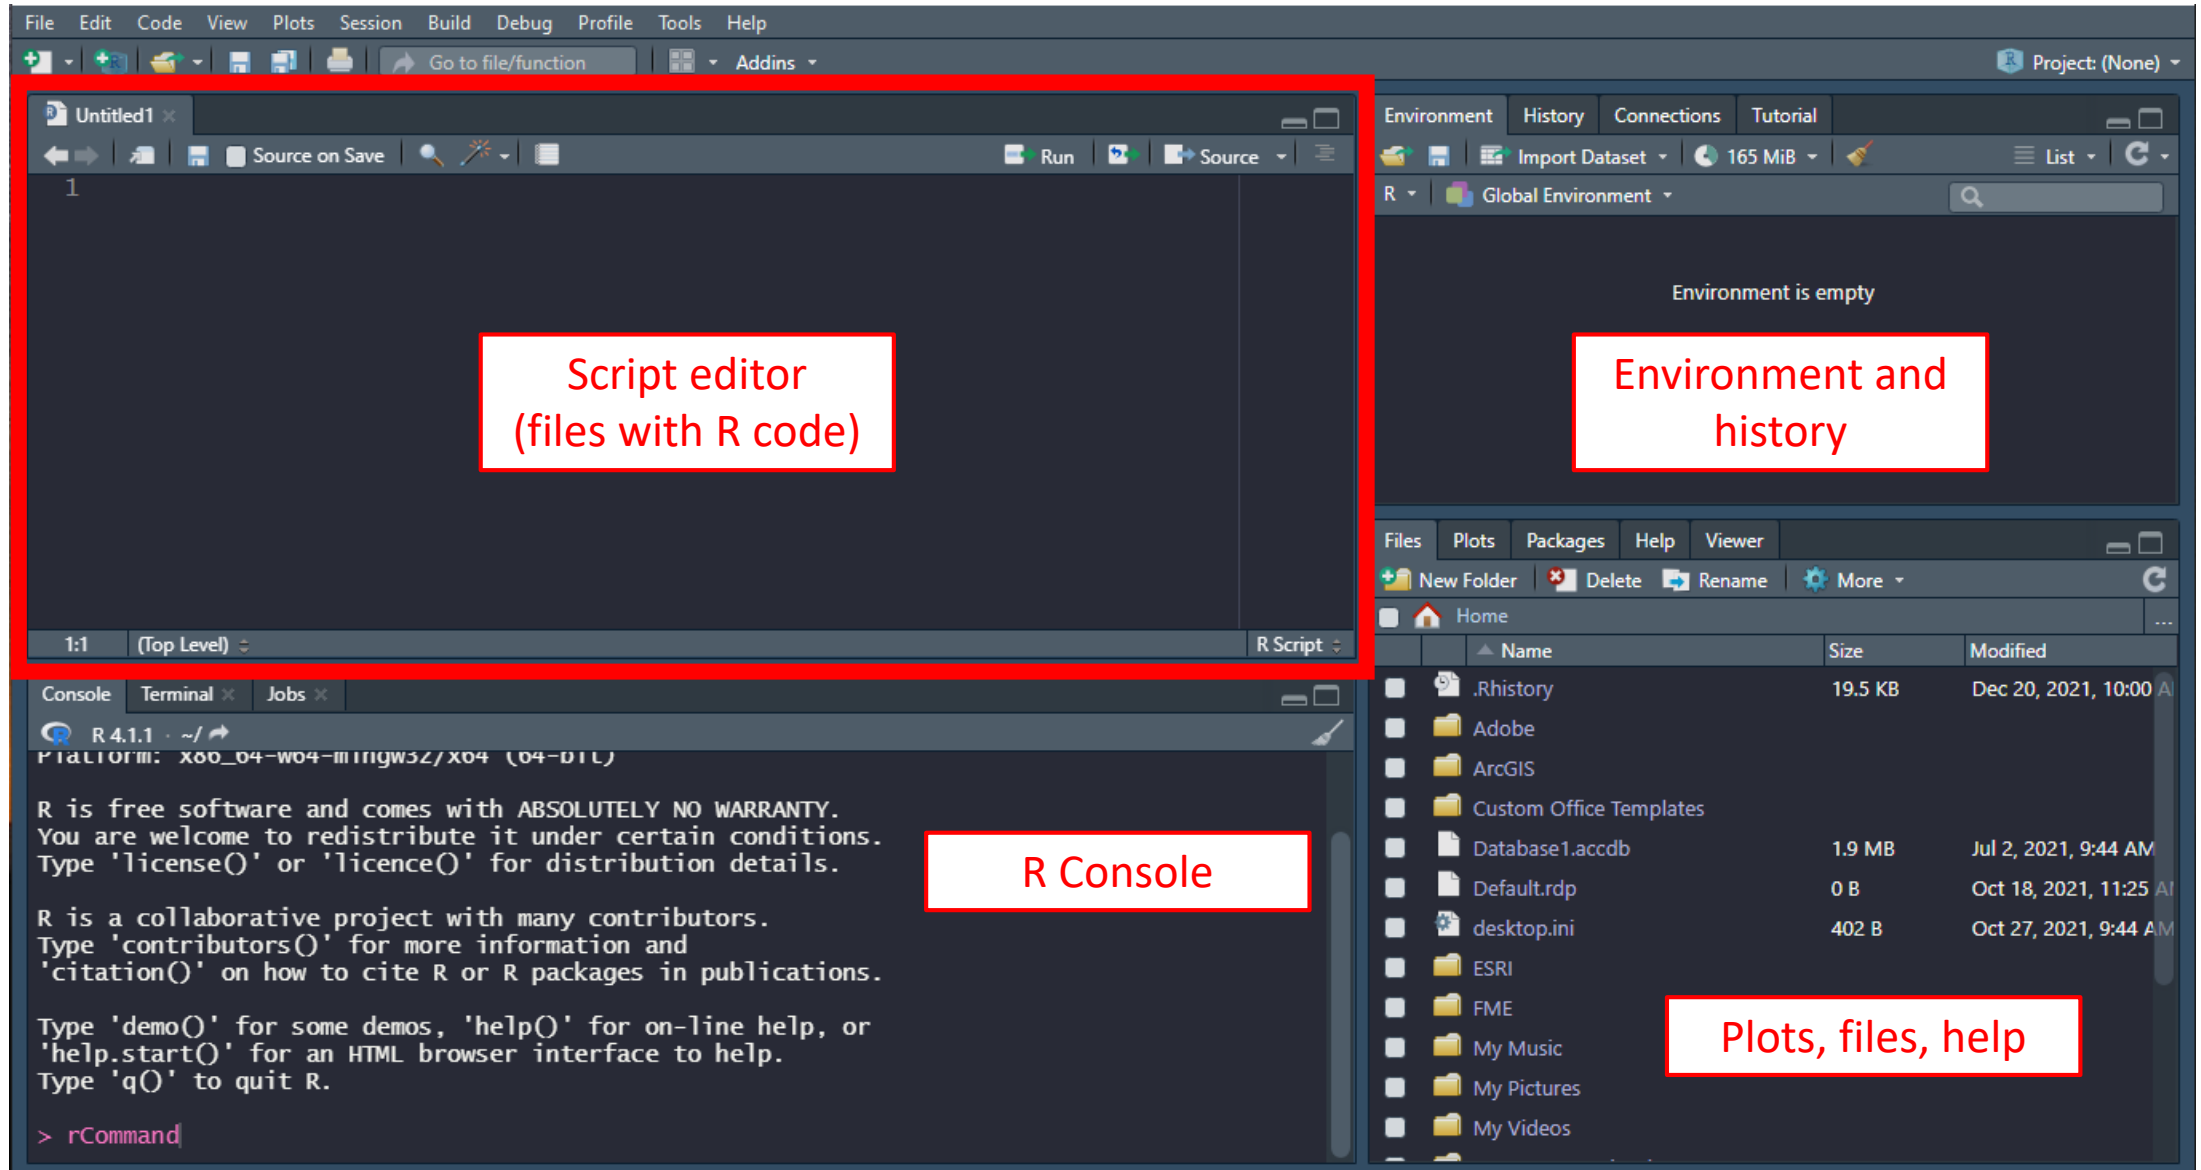 File Edit Code View Plots Session Build Debug Profile Tools Help
Go to file/function Addins Project: (None)
Untitled1
Source on Save Run Source
1
Script editor
(files with R code)
1:1 (Top Level) R Script
Environment History Connections Tutorial
Import Dataset 165 MiB List
R Global Environment
Environment is empty
Environment and
history
Console Terminal Jobs
R 4.1.1 · ~/
Platform: x86_64-w64-mingw32/x64 (64-bit)
R is free software and comes with ABSOLUTELY NO WARRANTY.
You are welcome to redistribute it under certain conditions.
Type 'license()' or 'licence()' for distribution details.
R is a collaborative project with many contributors.
Type 'contributors()' for more information and
'citation()' on how to cite R or R packages in publications.
Type 'demo()' for some demos, 'help()' for on-line help, or
'help.start()' for an HTML browser interface to help.
Type 'q()' to quit R.
> rCommand
R Console
Files Plots Packages Help Viewer
New Folder Delete Rename More
Home ...
Name Size Modified
.Rhistory 19.5 KB Dec 20, 2021, 10:00 A
Adobe
ArcGIS
Custom Office Templates
Database1.accdb 1.9 MB Jul 2, 2021, 9:44 AM
Default.rdp 0 B Oct 18, 2021, 11:25 A
desktop.ini 402 B Oct 27, 2021, 9:44 AM
ESRI
FME
My Music
My Pictures
My Videos
Plots, files, help